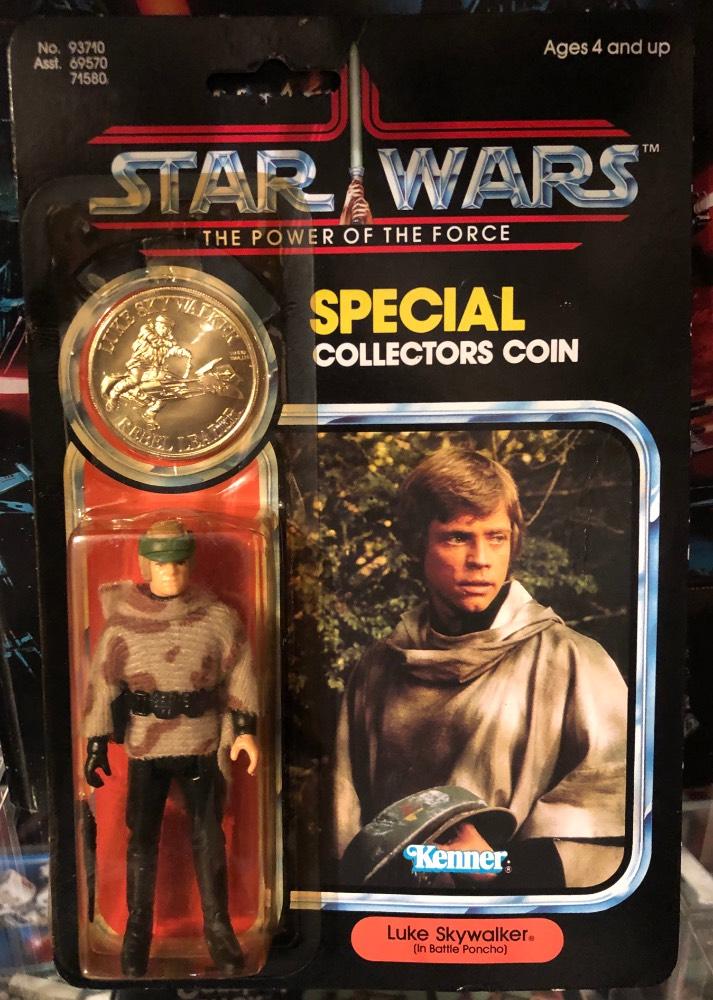 No. 93710
Asst. 69570
71580
Ages 4 and up
STAR WARS™
THE POWER OF THE FORCE
SPECIAL
COLLECTORS COIN
LUKE SKYWALKER
REBEL LEADER
Kenner®
Luke Skywalker®
(In Battle Poncho)